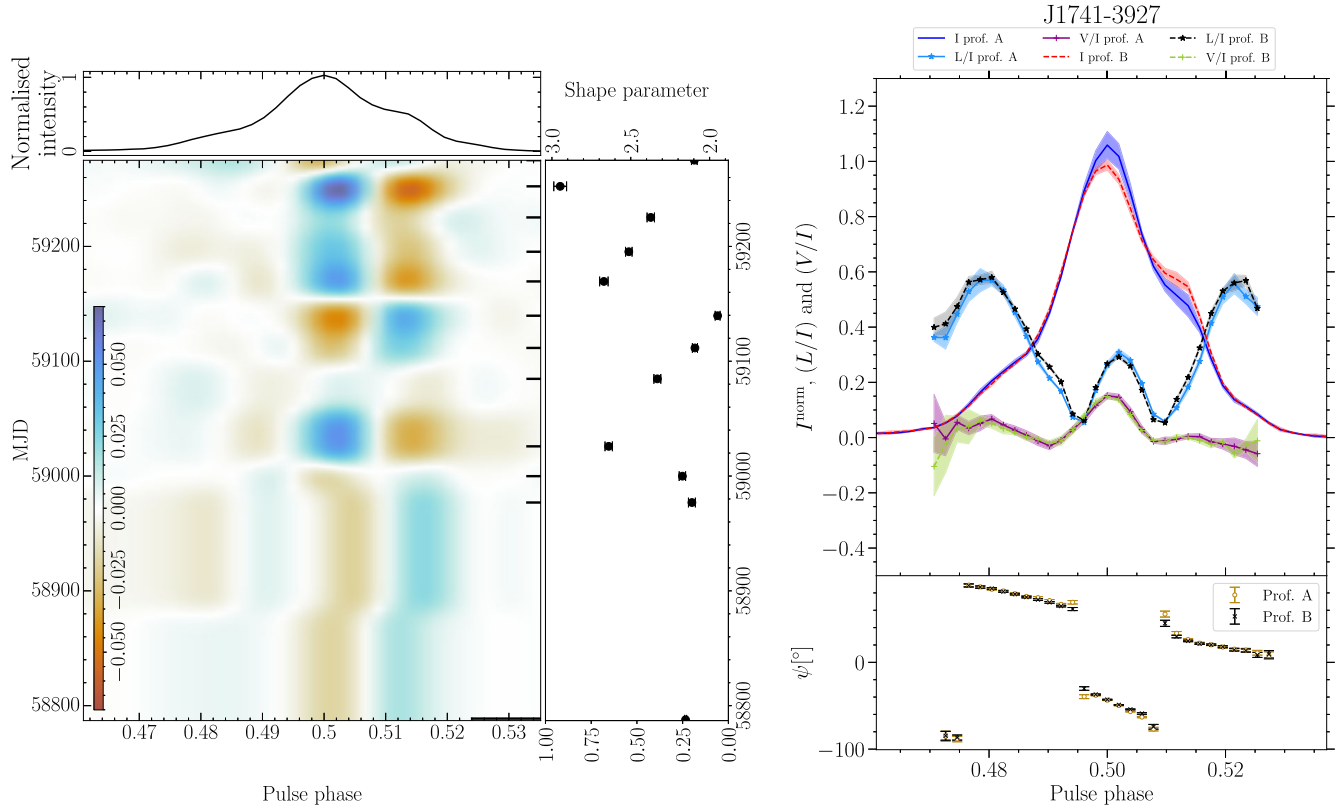 J1741-3927
I prof. A
L/I prof. A
V/I prof. A
I prof. B
L/I prof. B
V/I prof. B
Normalised
intensity
1
0
Shape parameter
3.0 2.5 2.0
MJD
59200
59100
59000
58900
58800
0.050
0.025
0.000
−0.025
−0.050
0.47 0.48 0.49 0.5 0.51 0.52 0.53
Pulse phase
59200
59100
59000
58900
58800
1.00 0.75 0.50 0.25 0.00
I^norm, (L/I) and (V/I)
1.2
1.0
0.8
0.6
0.4
0.2
0.0
−0.2
−0.4
Prof. A
Prof. B
ψ[°]
0
−100
0.48 0.50 0.52
Pulse phase